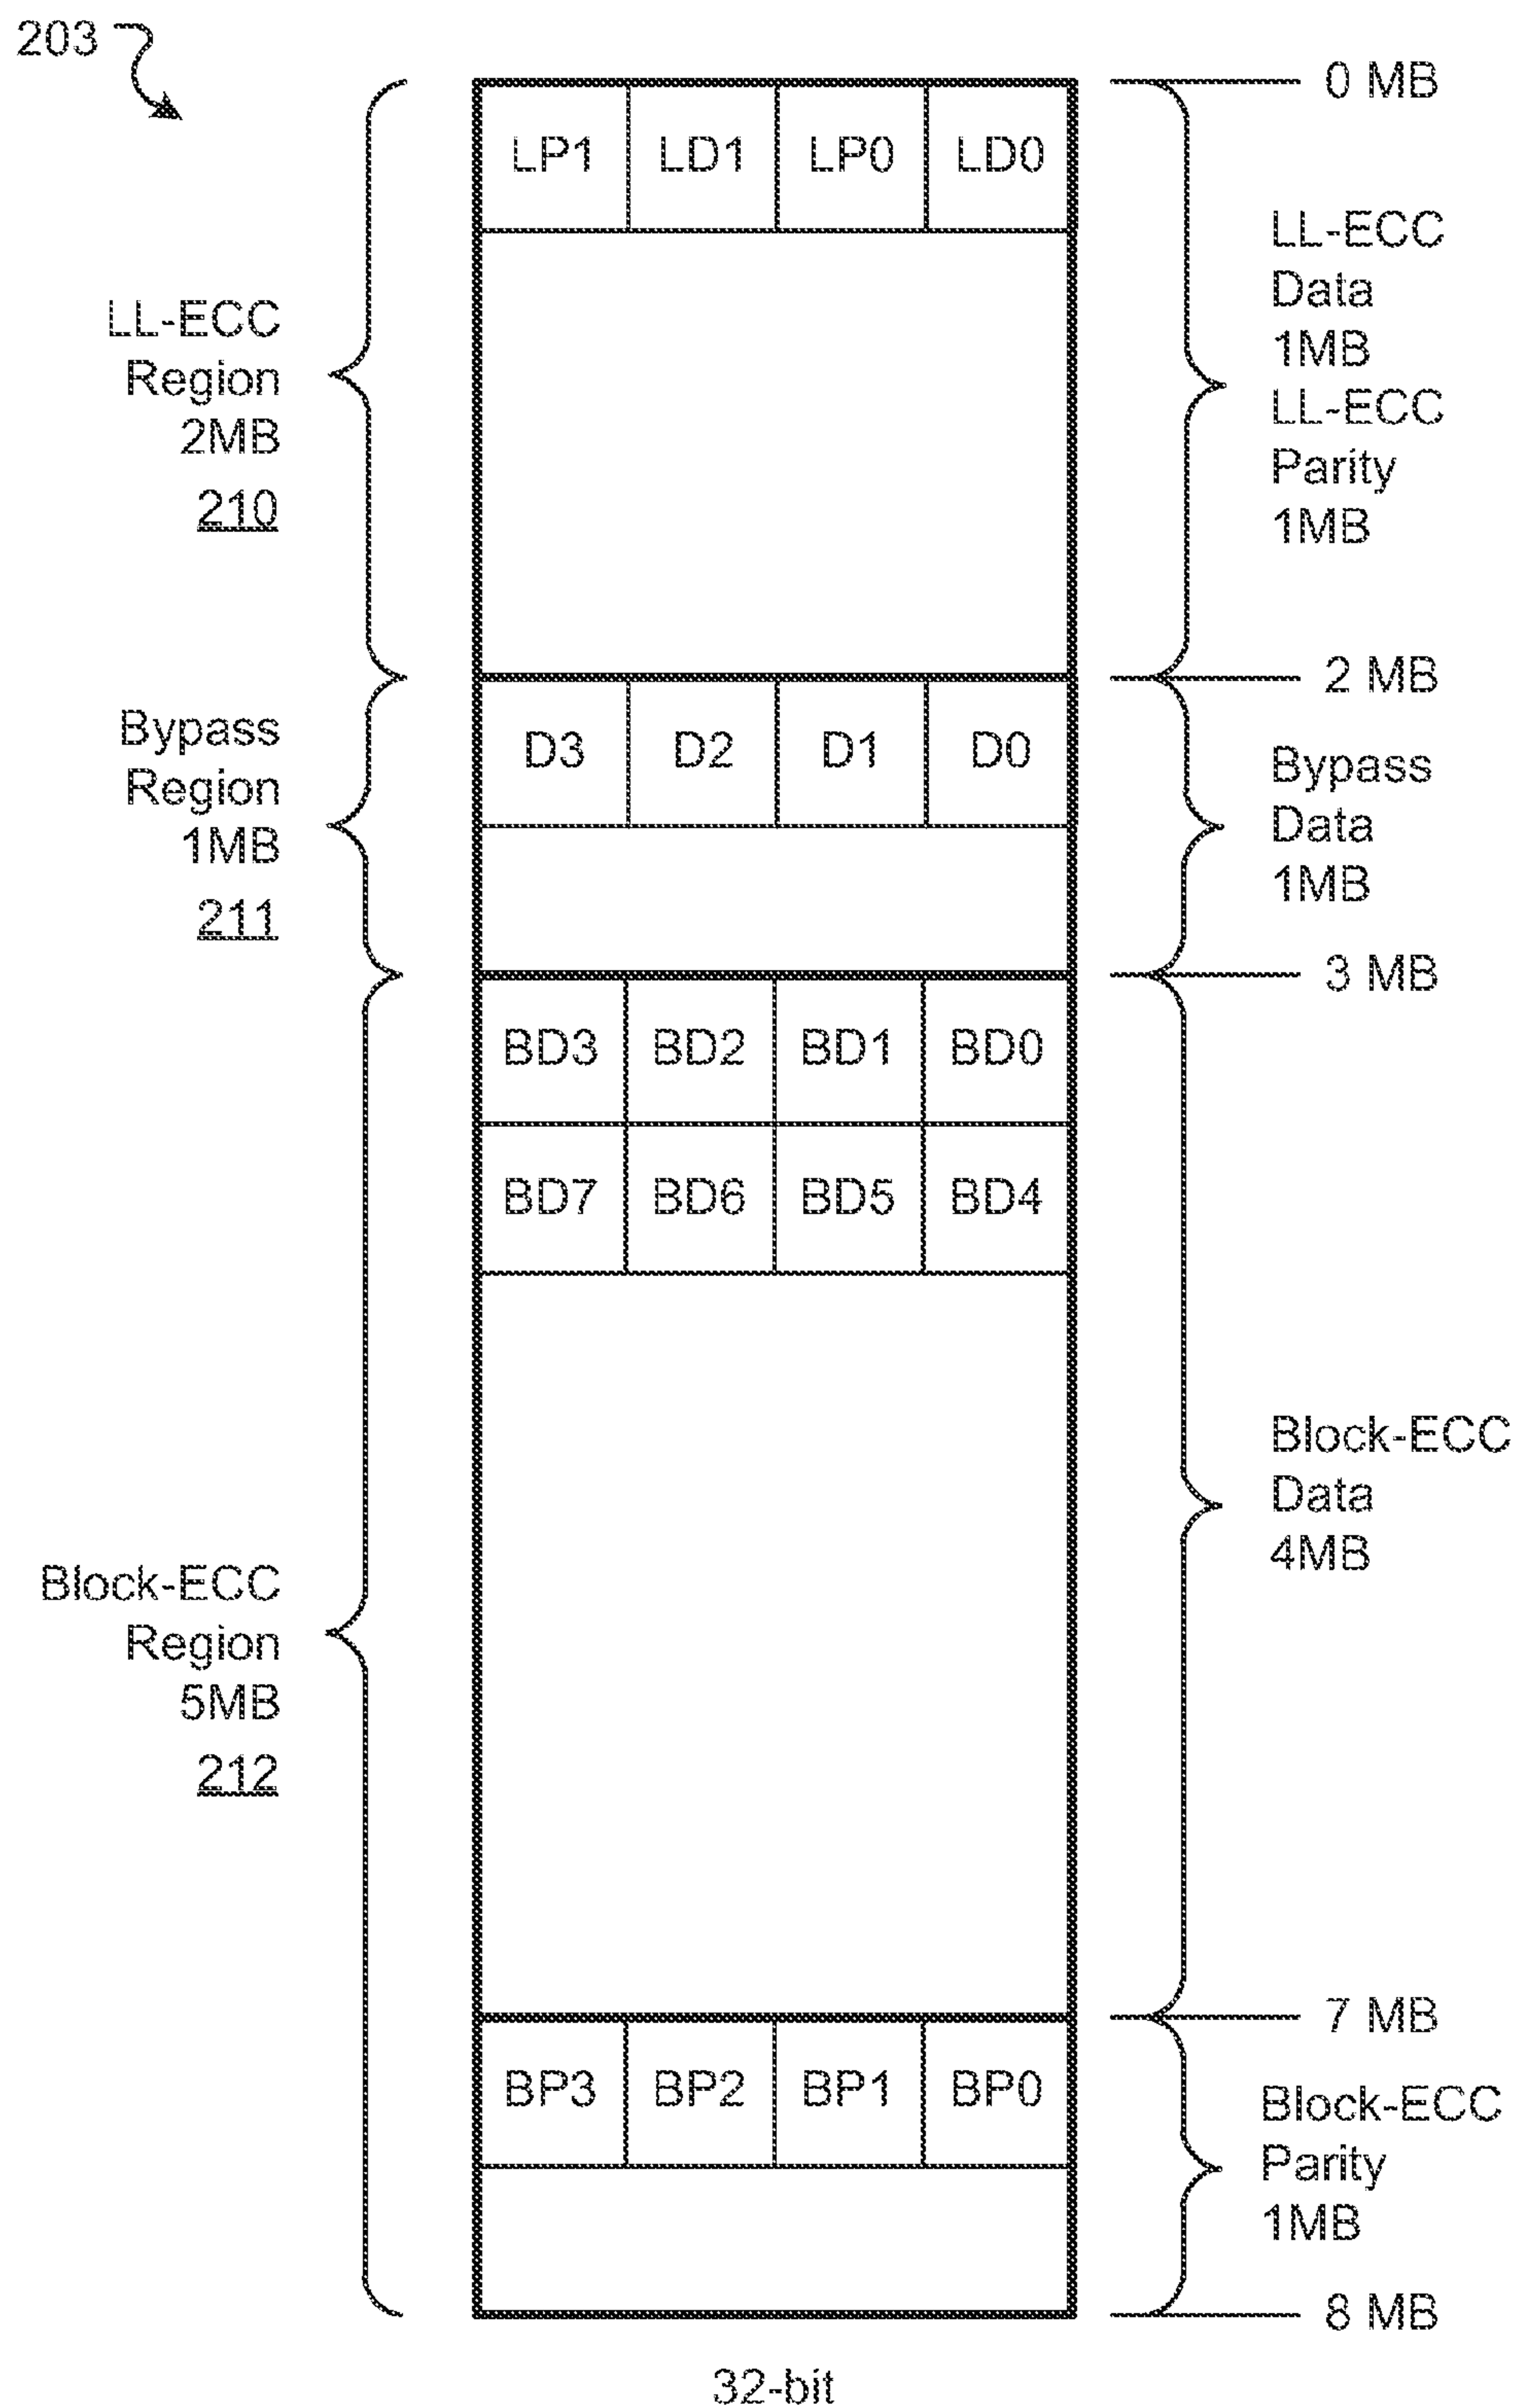 203
0 MB
LP1 LD1 LP0 LD0
LL-ECC
Region
2MB
210
LL-ECC
Data
1MB
LL-ECC
Parity
1MB
2 MB
D3 D2 D1 D0
Bypass
Region
1MB
211
Bypass
Data
1MB
3 MB
BD3 BD2 BD1 BD0
BD7 BD6 BD5 BD4
Block-ECC
Data
4MB
Block-ECC
Region
5MB
212
7 MB
BP3 BP2 BP1 BP0
Block-ECC
Parity
1MB
8 MB
32-bit